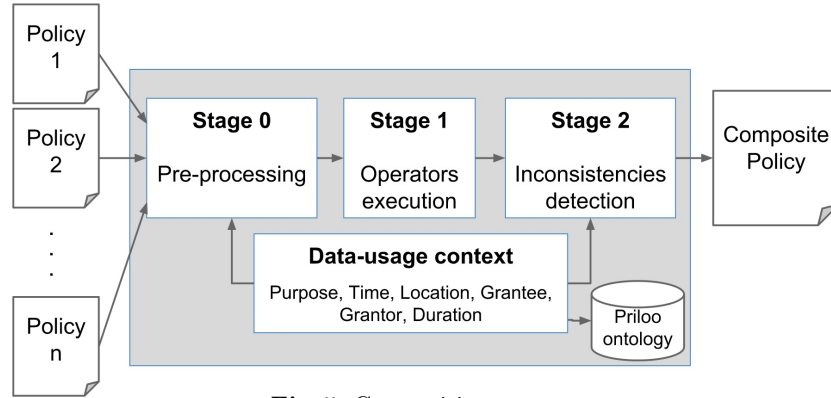 Policy
1
Policy
2
.
.
.
Policy
n
Stage 0
Pre-processing
Stage 1
Operators
execution
Stage 2
Inconsistencies
detection
Data-usage context
Purpose, Time, Location, Grantee,
Grantor, Duration
Priloo
ontology
Composite
Policy